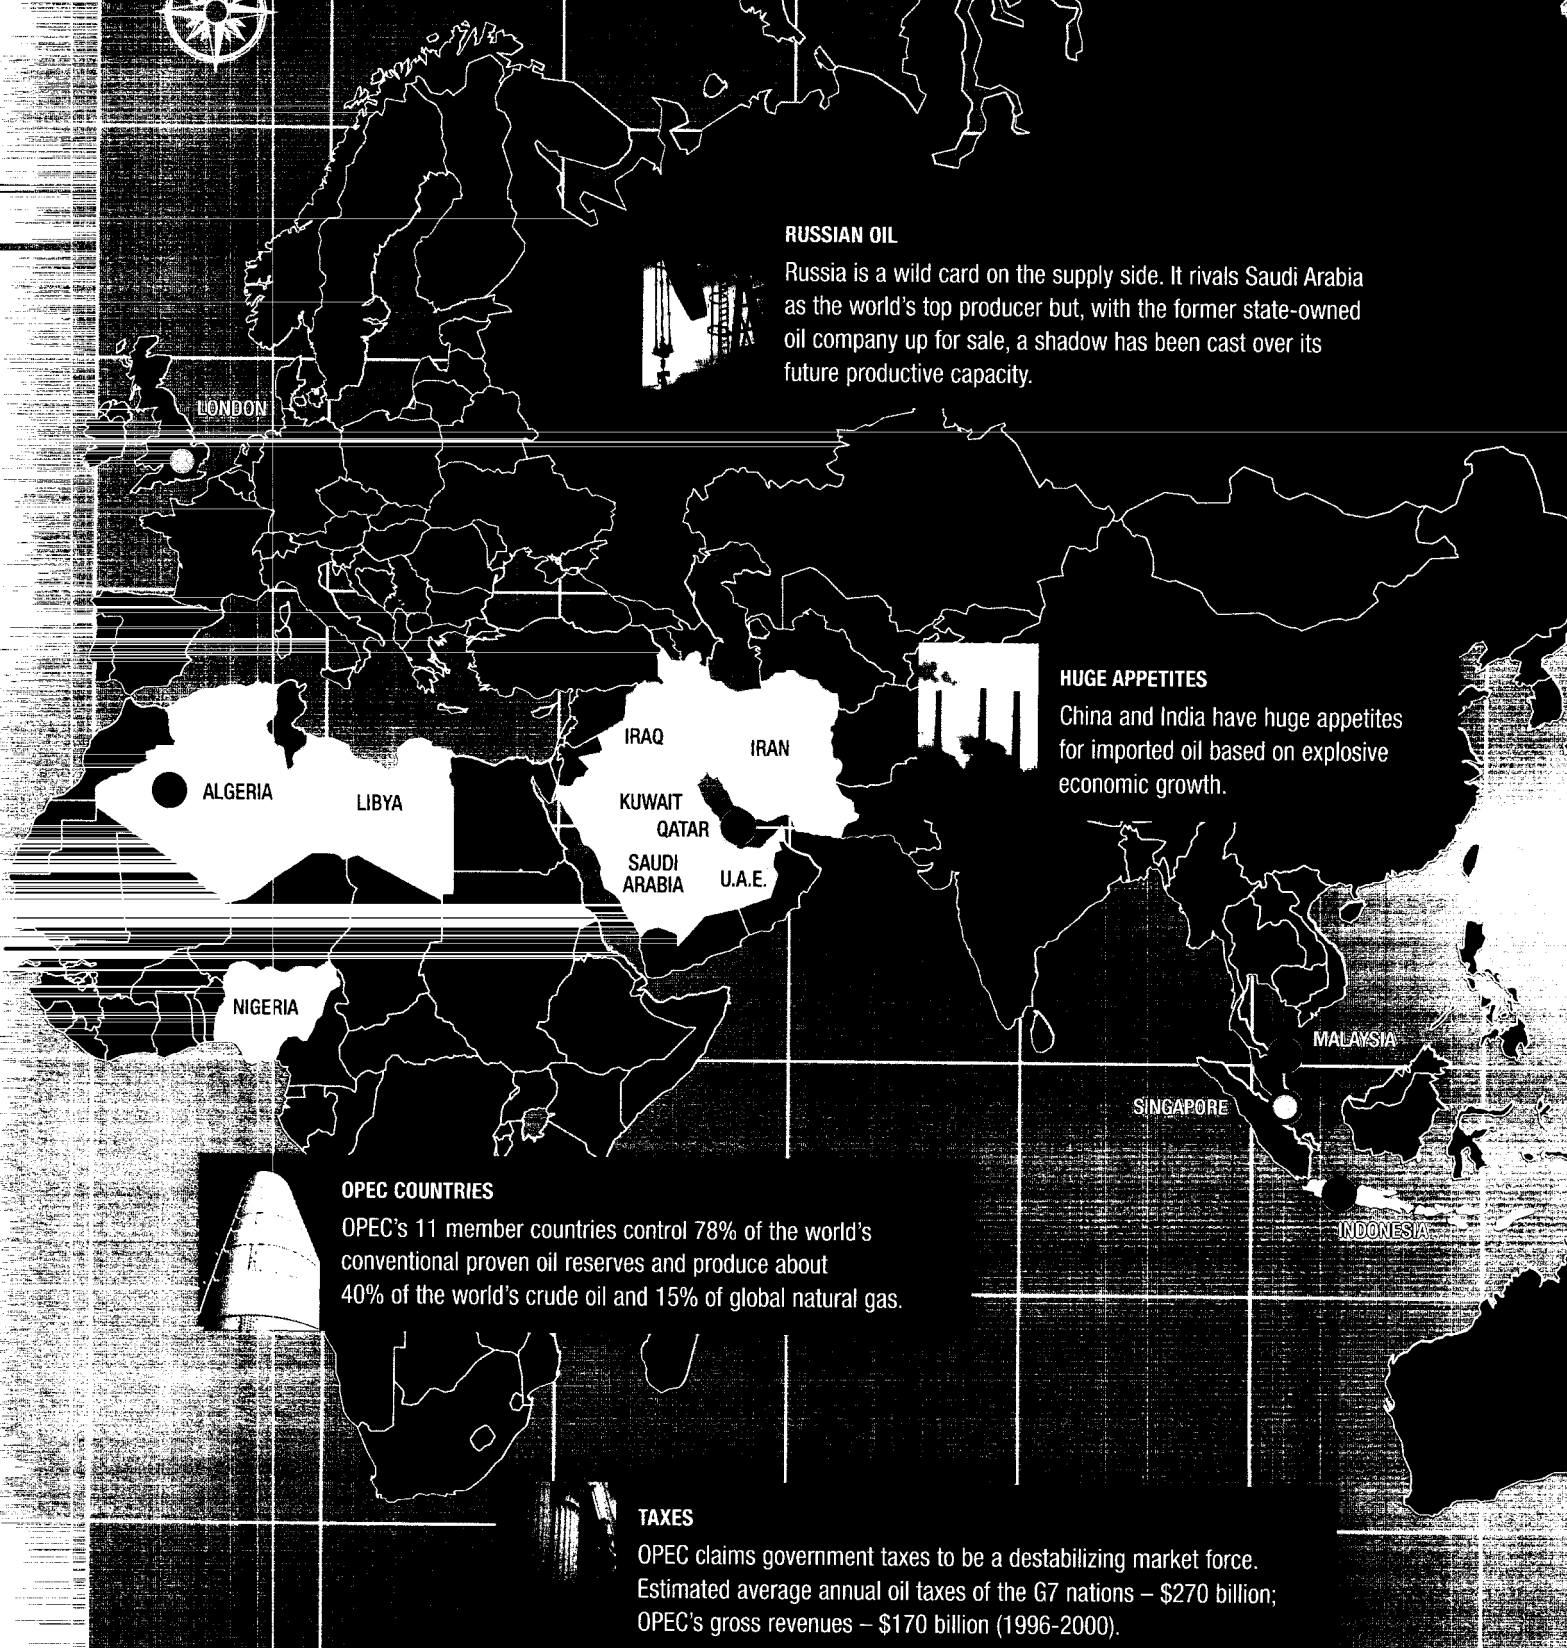 RUSSIAN OIL
Russia is a wild card on the supply side. It rivals Saudi Arabia
as the world's top producer but, with the former state-owned
oil company up for sale, a shadow has been cast over its
future productive capacity.
LONDON
HUGE APPETITES
China and India have huge appetites
for imported oil based on explosive
economic growth.
IRAQ
IRAN
ALGERIA
LIBYA
KUWAIT
QATAR
SAUDI
ARABIA
U.A.E.
NIGERIA
MALAYSIA
SINGAPORE
INDONESIA
OPEC COUNTRIES
OPEC's 11 member countries control 78% of the world's
conventional proven oil reserves and produce about
40% of the world's crude oil and 15% of global natural gas.
TAXES
OPEC claims government taxes to be a destabilizing market force.
Estimated average annual oil taxes of the G7 nations – $270 billion;
OPEC's gross revenues – $170 billion (1996-2000).